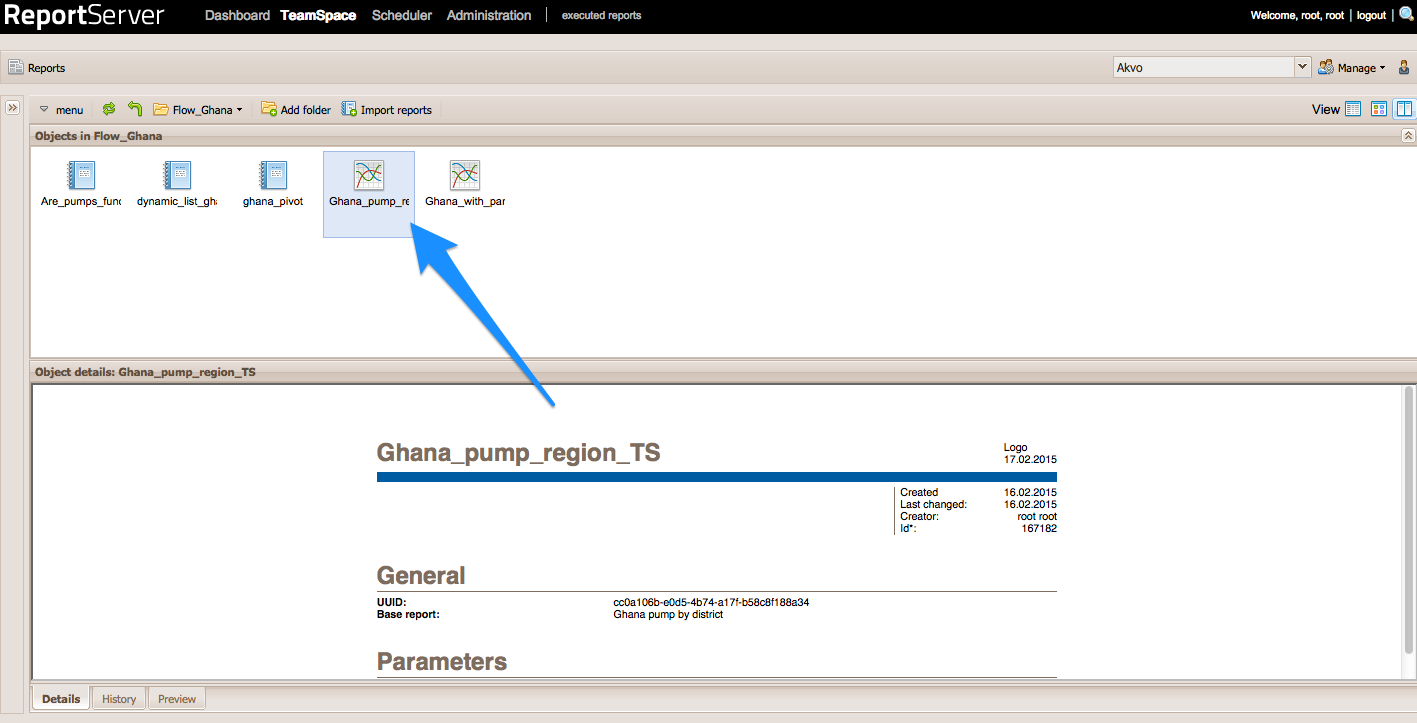 ReportServer Dashboard TeamSpace Scheduler Administration executed reports Welcome, root, root | logout |
Reports Akvo Manage
menu Flow_Ghana Add folder Import reports View
Objects in Flow_Ghana
Are_pumps_func dynamic_list_gha ghana_pivot Ghana_pump_re Ghana_with_par
Object details: Ghana_pump_region_TS
Ghana_pump_region_TS
Logo
17.02.2015
Created 16.02.2015
Last changed: 16.02.2015
Creator: root root
Id*: 167182
General
UUID: cc0a106b-e0d5-4b74-a17f-b58c8f188a34
Base report: Ghana pump by district
Parameters
Details History Preview